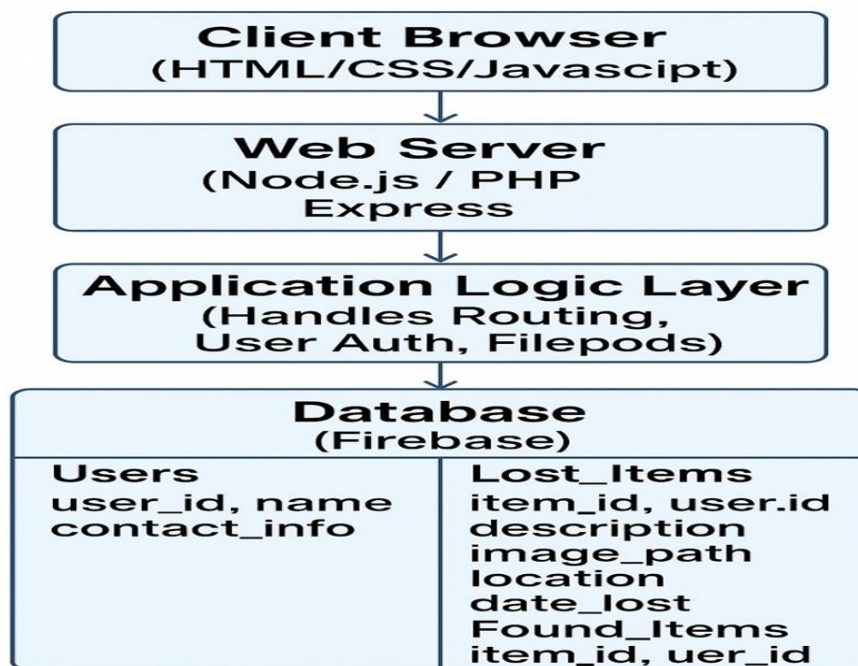 Client Browser
(HTML/CSS/Javascipt)
Web Server
(Node.js / PHP
Express
Application Logic Layer
(Handles Routing,
User Auth, Filepods)
Database
(Firebase)
Users
user_id, name
contact_info
Lost_Items
item_id, user.id
description
image_path
location
date_lost
Found_Items
item_id, uer_id